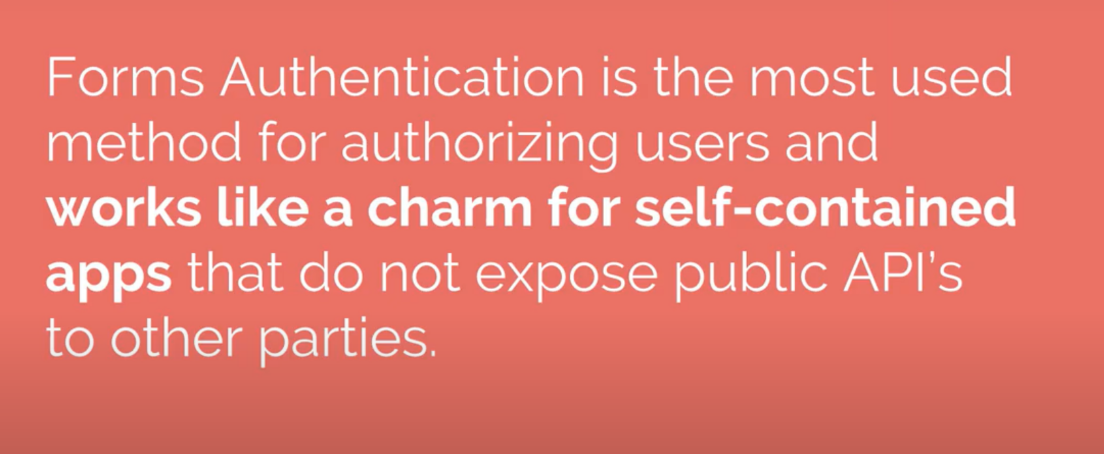 Forms Authentication is the most used
method for authorizing users and
works like a charm for self-contained
apps that do not expose public API’s
to other parties.